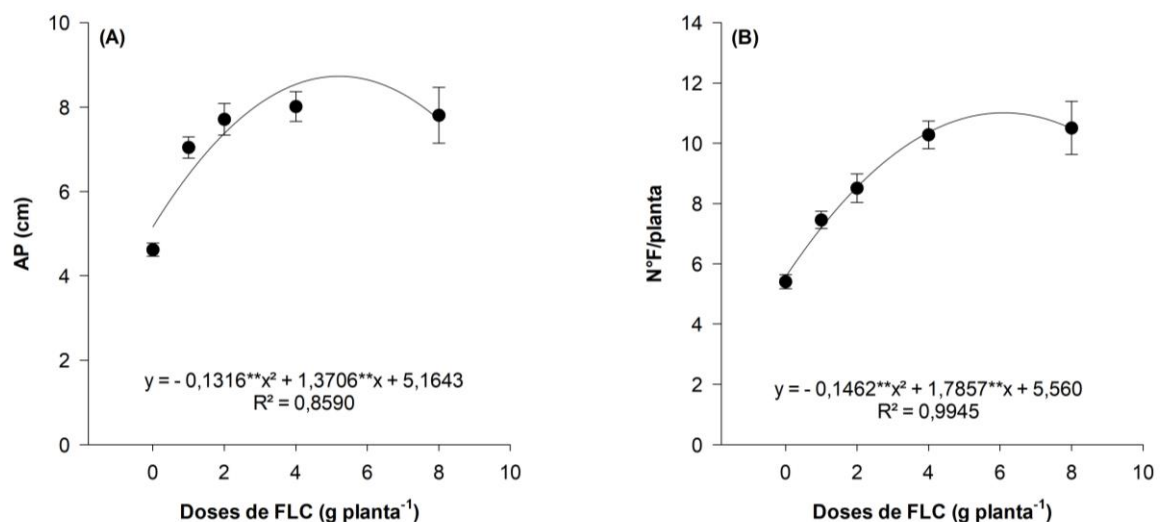 (A)
10
8
6
4
2
0
AP (cm)
y = - 0,1316**x² + 1,3706**x + 5,1643
R² = 0,8590
0 2 4 6 8 10
Doses de FLC (g planta⁻¹)
(B)
14
12
10
8
6
4
2
0
N°F/planta
y = - 0,1462**x² + 1,7857**x + 5,560
R² = 0,9945
0 2 4 6 8 10
Doses de FLC (g planta⁻¹)